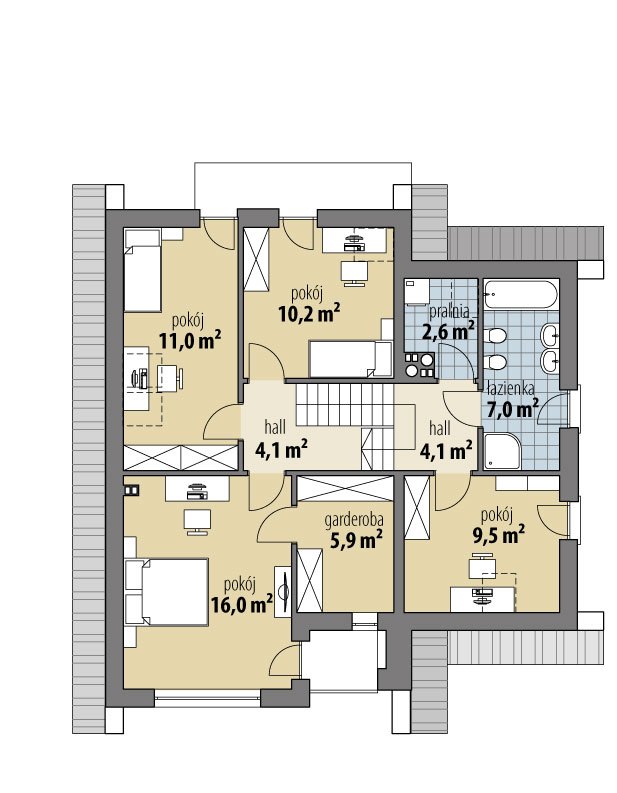 pokój
10,2 m²
pokój
11,0 m²
pralnia
2,6 m²
łazienka
7,0 m²
hall
4,1 m²
hall
4,1 m²
garderoba
5,9 m²
pokój
9,5 m²
pokój
16,0 m²